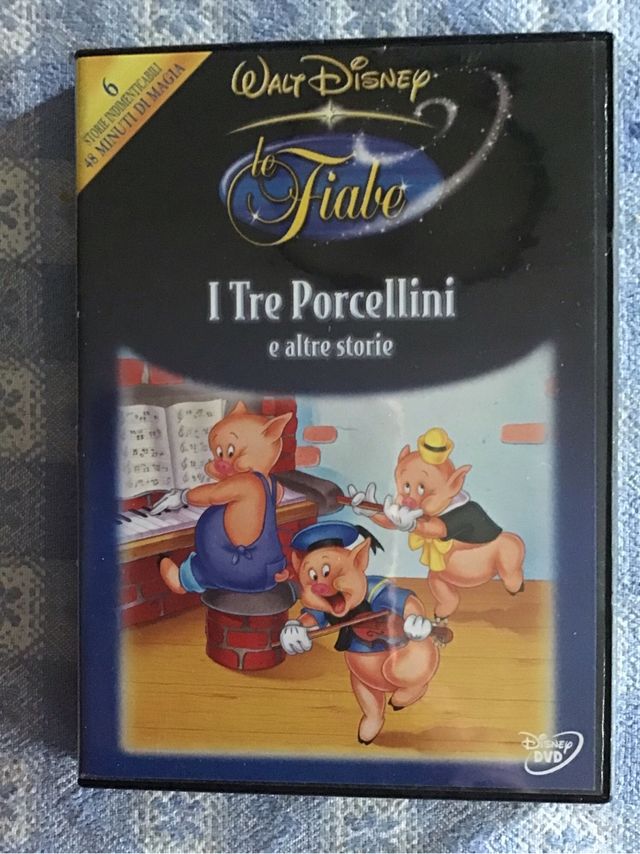 6
STORIE INDIMENTICABILI
48 MINUTI DI MAGIA
WALT DISNEY
le Fiabe
I Tre Porcellini
e altre storie
DISNEY
DVD